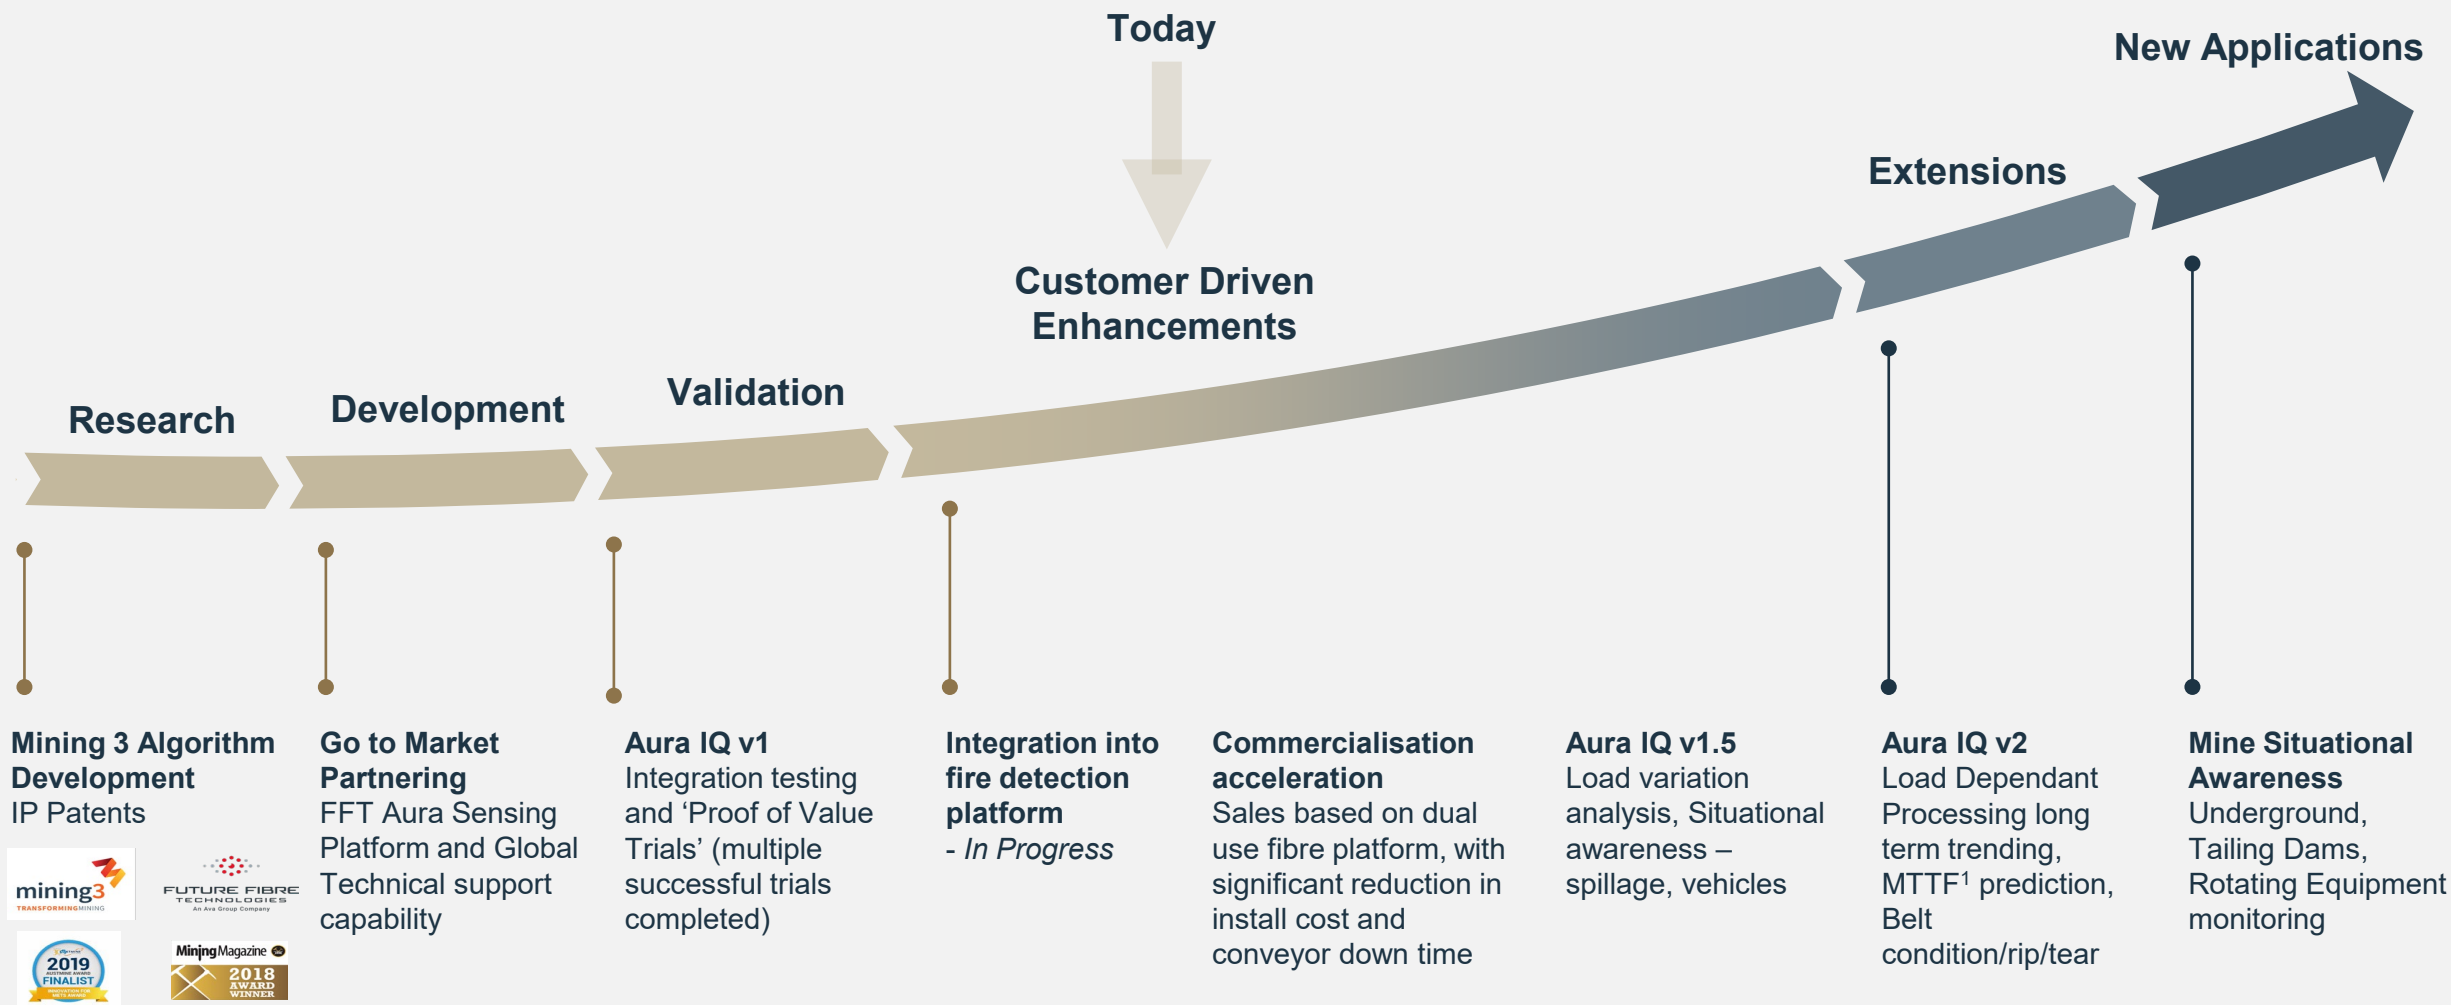 Today
New Applications
Extensions
Customer Driven
Enhancements
Validation
Development
Research
Mining 3 Algorithm
Development
IP Patents
mining3
TRANSFORMINGMINING
FUTURE FIBRE
TECHNOLOGIES
An Ava Group Company
2019
AUSTMINE AWARD
FINALIST
INNOVATION FOR
METS AWARD
Mining Magazine
2018
AWARD
WINNER
Go to Market
Partnering
FFT Aura Sensing
Platform and Global
Technical support
capability
Aura IQ v1
Integration testing
and ‘Proof of Value
Trials’ (multiple
successful trials
completed)
Integration into
fire detection
platform
- In Progress
Commercialisation
acceleration
Sales based on dual
use fibre platform, with
significant reduction in
install cost and
conveyor down time
Aura IQ v1.5
Load variation
analysis, Situational
awareness –
spillage, vehicles
Aura IQ v2
Load Dependant
Processing long
term trending,
MTTF¹ prediction,
Belt
condition/rip/tear
Mine Situational
Awareness
Underground,
Tailing Dams,
Rotating Equipment
monitoring